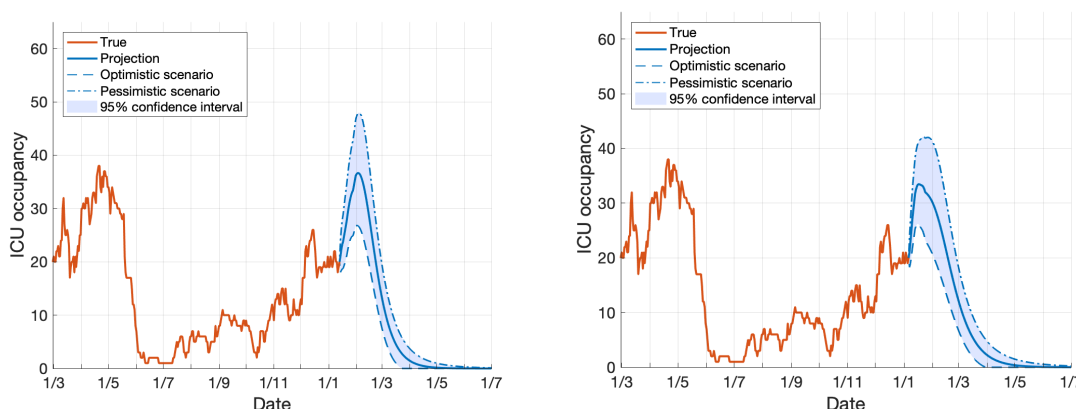 True
Projection
Optimistic scenario
Pessimistic scenario
95% confidence interval
60
50
40
30
20
10
0
ICU occupancy
1/3 1/5 1/7 1/9 1/11 1/1 1/3 1/5 1/7
Date
True
Projection
Optimistic scenario
Pessimistic scenario
95% confidence interval
60
50
40
30
20
10
0
ICU occupancy
1/3 1/5 1/7 1/9 1/11 1/1 1/3 1/5
Date